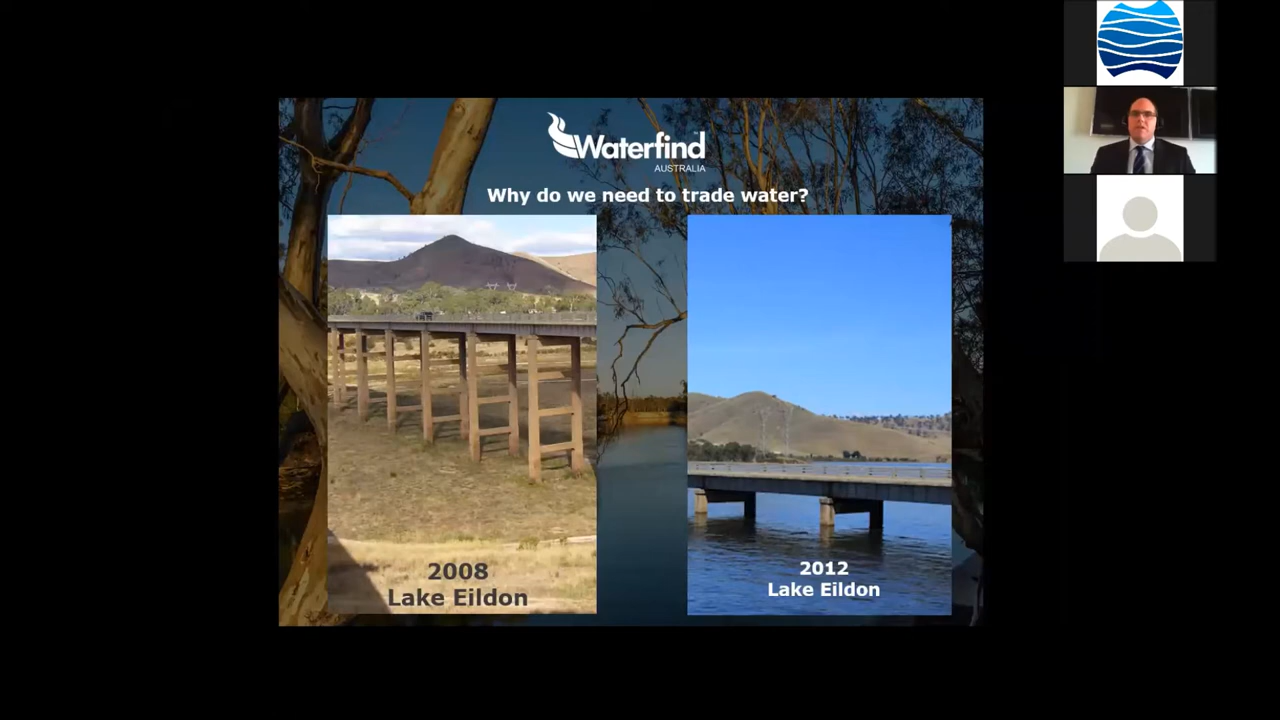 Waterfind
AUSTRALIA
Why do we need to trade water?
2008
Lake Eildon
2012
Lake Eildon